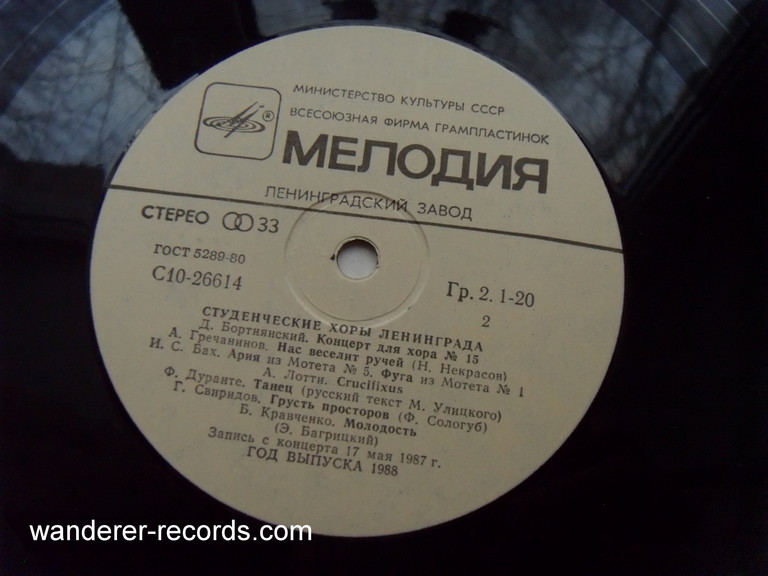 МИНИСТЕРСТВО КУЛЬТУРЫ СССР
ВСЕСОЮЗНАЯ ФИРМА ГРАМПЛАСТИНОК
®
МЕЛОДИЯ
ЛЕНИНГРАДСКИЙ ЗАВОД
СТЕРЕО 33
ГОСТ 5289-80
С10-26614
Гр. 2. 1-20
2
СТУДЕНЧЕСКИЕ ХОРЫ ЛЕНИНГРАДА
Д. Бортнянский. Концерт для хора № 15
А. Гречанинов. Нас веселит ручей (Н. Некрасов)
И. С. Бах. Ария из Мотета № 5. Фуга из Мотета № 1
А. Лотти. Crucifixus
Ф. Дуранте. Танец (русский текст М. Улицкого)
Г. Свиридов. Грусть просторов (Ф. Сологуб)
Б. Кравченко. Молодость
(Э. Багрицкий)
Запись с концерта 17 мая 1987 г.
ГОД ВЫПУСКА 1988
wanderer-records.com